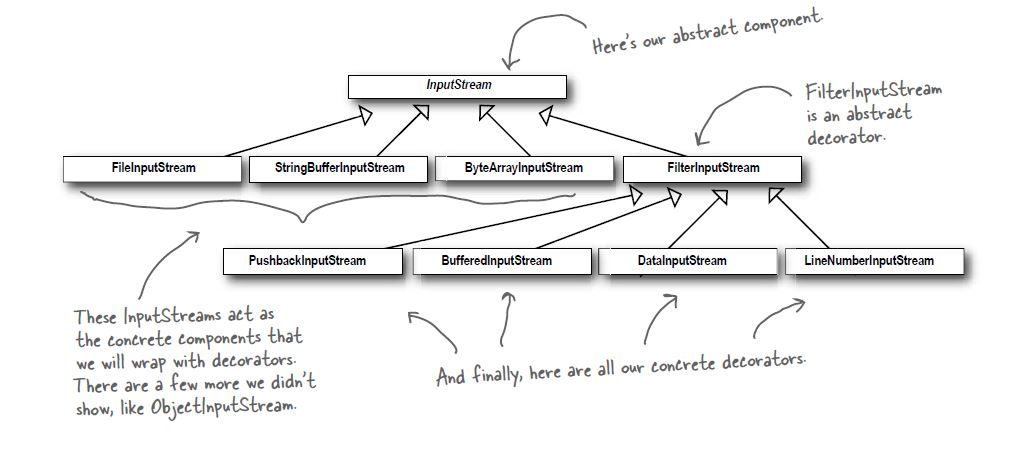 Here's our abstract component.
InputStream
FilterInputStream
is an abstract
decorator.
FileInputStream
StringBufferInputStream
ByteArrayInputStream
FilterInputStream
PushbackInputStream
BufferedInputStream
DataInputStream
LineNumberInputStream
These InputStreams act as
the concrete components that
we will wrap with decorators.
There are a few more we didn't
show, like ObjectInputStream.
And finally, here are all our concrete decorators.